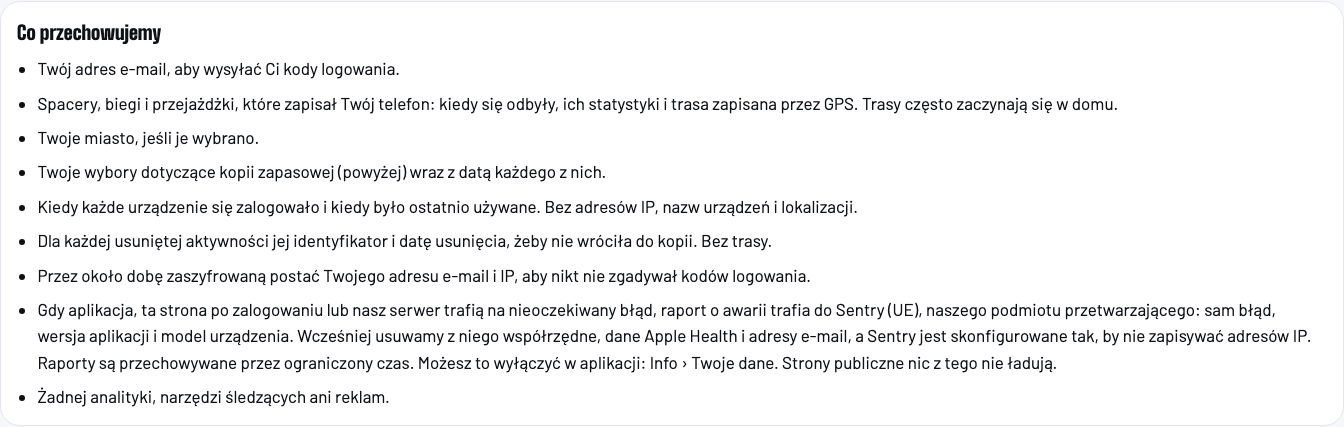 Co przechowujemy
Twój adres e-mail, aby wysyłać Ci kody logowania.
Spacery, biegi i przejażdżki, które zapisał Twój telefon: kiedy się odbyły, ich statystyki i trasa zapisana przez GPS. Trasy często zaczynają się w domu.
Twoje miasto, jeśli je wybrano.
Twoje wybory dotyczące kopii zapasowej (powyżej) wraz z datą każdego z nich.
Kiedy każde urządzenie się zalogowało i kiedy było ostatnio używane. Bez adresów IP, nazw urządzeń i lokalizacji.
Dla każdej usuniętej aktywności jej identyfikator i datę usunięcia, żeby nie wróciła do kopii. Bez trasy.
Przez około dobę zaszyfrowaną postać Twojego adresu e-mail i IP, aby nikt nie zgadywał kodów logowania.
Gdy aplikacja, ta strona po zalogowaniu lub nasz serwer trafią na nieoczekiwany błąd, raport o awarii trafia do Sentry (UE), naszego podmiotu przetwarzającego: sam błąd,
wersja aplikacji i model urządzenia. Wcześniej usuwamy z niego współrzędne, dane Apple Health i adresy e-mail, a Sentry jest skonfigurowane tak, by nie zapisywać adresów IP.
Raporty są przechowywane przez ograniczony czas. Możesz to wyłączyć w aplikacji: Info › Twoje dane. Strony publiczne nic z tego nie ładują.
Żadnej analityki, narzędzi śledzących ani reklam.